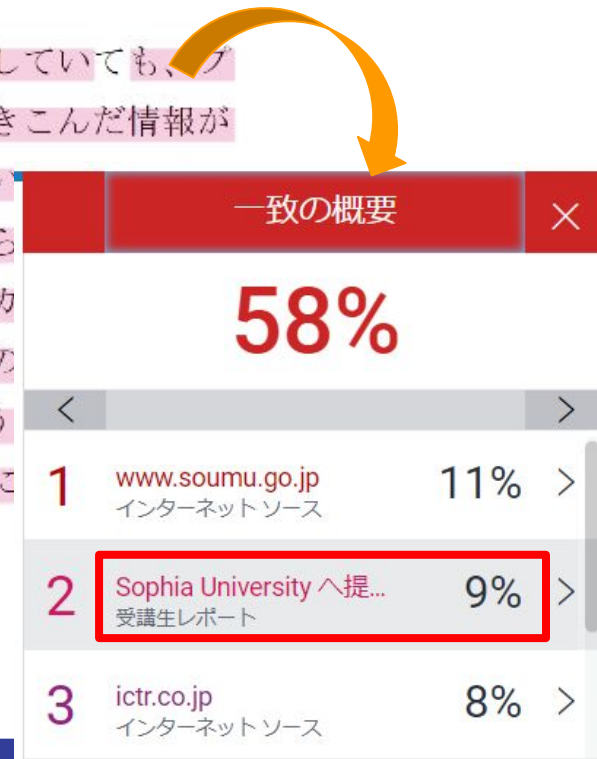 していても、プ
きこんだ情報が
一致の概要
58%
1 www.soumu.go.jp 11%
インターネット ソース
2 Sophia University へ提... 9%
受講生レポート
3 ictr.co.jp 8%
インターネット ソース